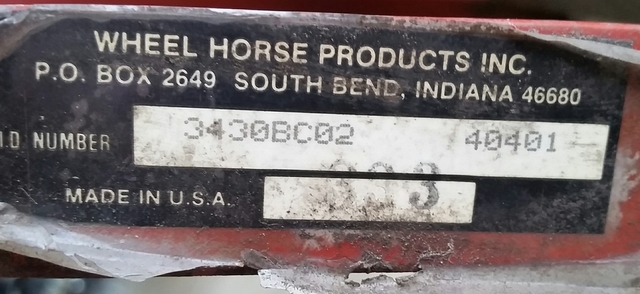 WHEEL HORSE PRODUCTS INC.
P.O. BOX 2649 SOUTH BEND, INDIANA 46680
I.D NUMBER 3430BC02 40401
MADE IN U.S.A.